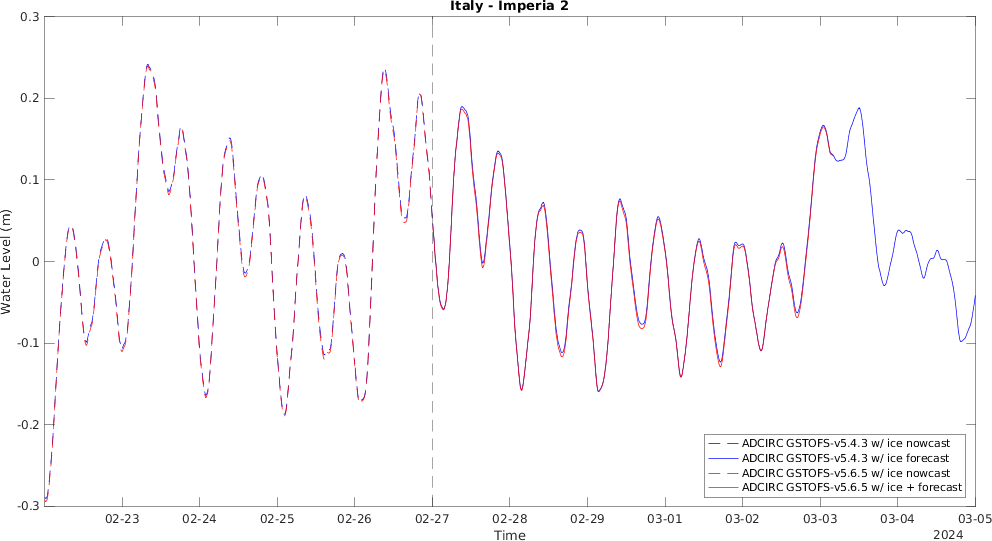 Italy - Imperia 2
Water Level (m)
0.3
0.2
0.1
0
-0.1
-0.2
-0.3
02-23
02-24
02-25
02-26
02-27
02-28
02-29
03-01
03-02
03-03
03-04
03-05
Time
2024
ADCIRC GSTOFS-v5.4.3 w/ ice nowcast
ADCIRC GSTOFS-v5.4.3 w/ ice forecast
ADCIRC GSTOFS-v5.6.5 w/ ice nowcast
ADCIRC GSTOFS-v5.6.5 w/ ice + forecast